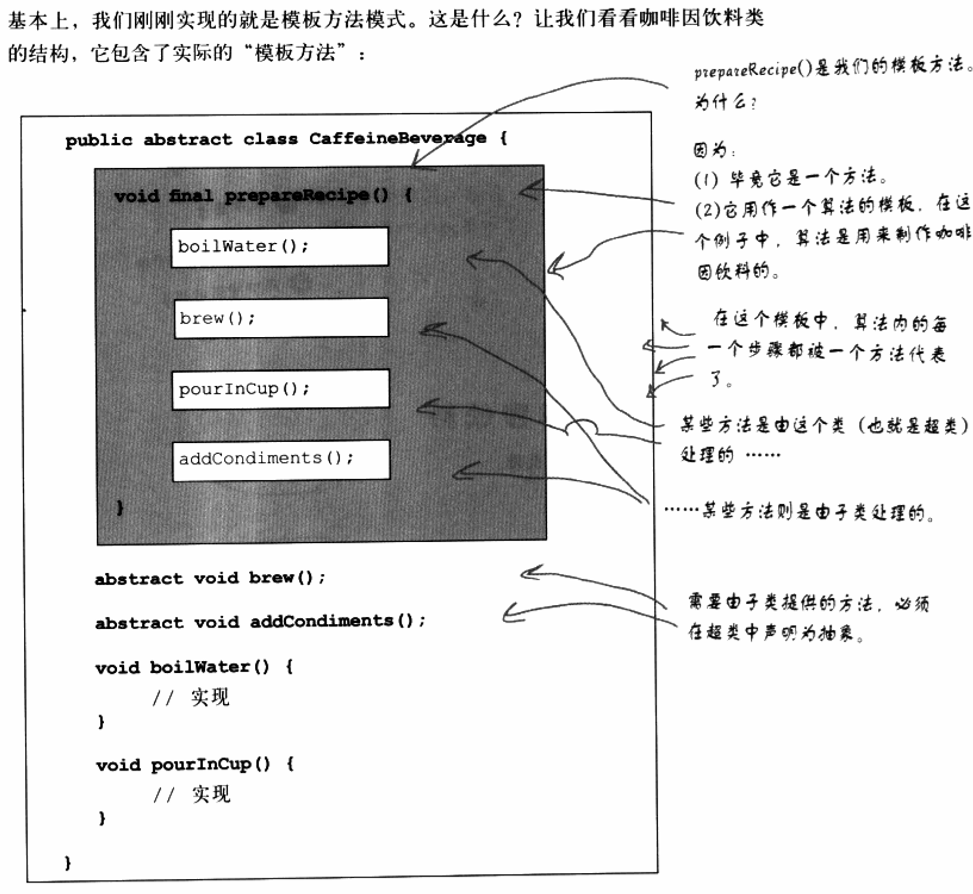 基本上，我们刚刚实现的就是模板方法模式。这是什么？让我们看看咖啡因饮料类
的结构，它包含了实际的“模板方法”：
prepareRecipe()是我们的模板方法。
为什么？
因为：
(1) 毕竟它是一个方法。
(2)它用作一个算法的模板，在这
个例子中，算法是用来制作咖啡
因饮料的。
public abstract class CaffeineBeverage {
void final prepareRecipe() {
boilWater();
brew();
pourInCup();
addCondiments();
}
在这个模板中，算法内的每
一个步骤都被一个方法代表
了。
某些方法是由这个类（也就是超类）
处理的……
……某些方法则是由子类处理的。
abstract void brew();
abstract void addCondiments();
需要由子类提供的方法，必须
在超类中声明为抽象。
void boilWater() {
// 实现
}
void pourInCup() {
// 实现
}
}